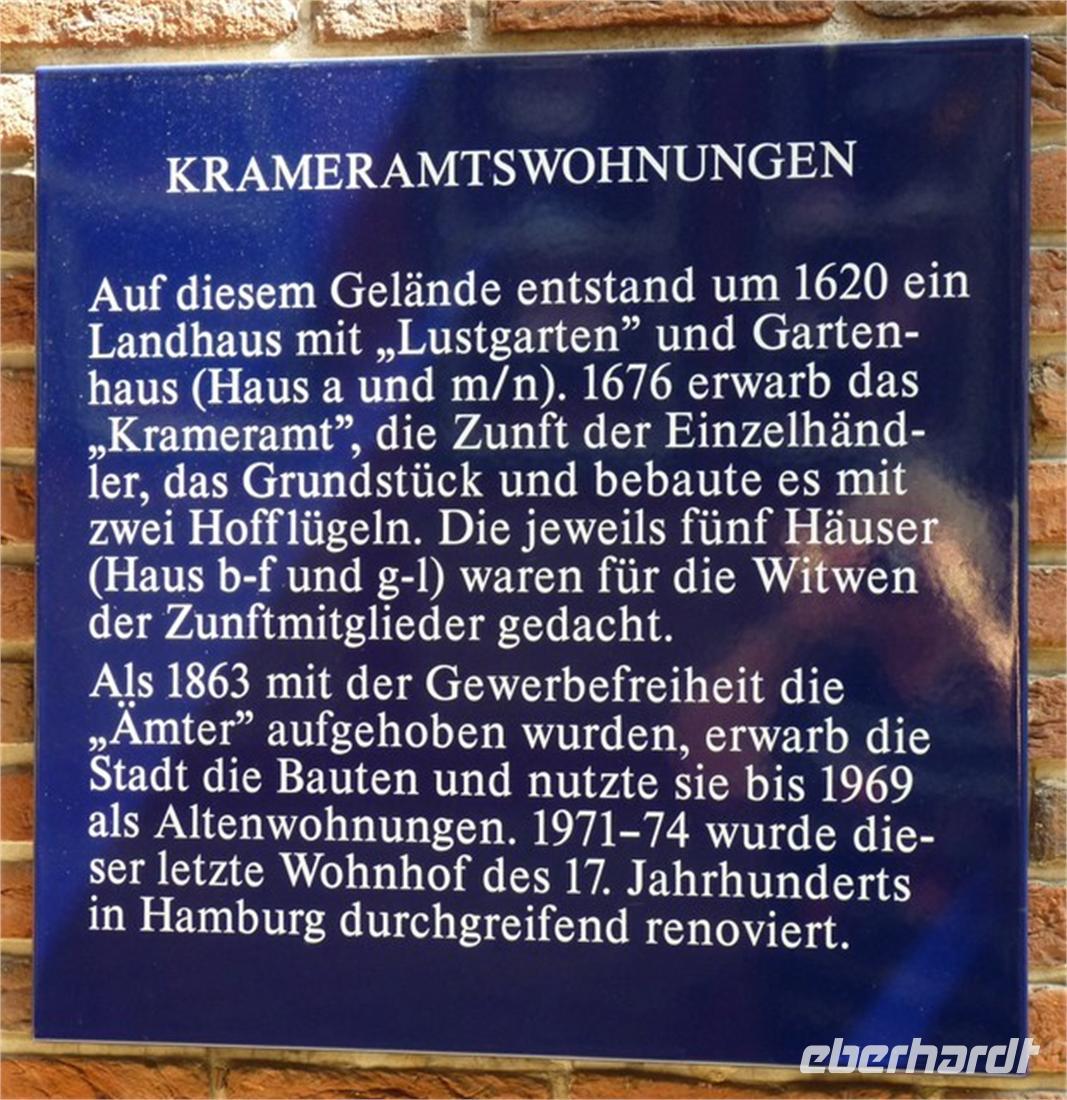 KRAMERAMTSWOHNUNGEN
Auf diesem Gelände entstand um 1620 ein
Landhaus mit „Lustgarten” und Garten-
haus (Haus a und m/n). 1676 erwarb das
„Krameramt”, die Zunft der Einzelhänd-
ler, das Grundstück und bebaute es mit
zwei Hofflügeln. Die jeweils fünf Häuser
(Haus b-f und g-l) waren für die Witwen
der Zunftmitglieder gedacht.
Als 1863 mit der Gewerbefreiheit die
„Ämter” aufgehoben wurden, erwarb die
Stadt die Bauten und nutzte sie bis 1969
als Altenwohnungen. 1971–74 wurde die-
ser letzte Wohnhof des 17. Jahrhunderts
in Hamburg durchgreifend renoviert.
eberhardt